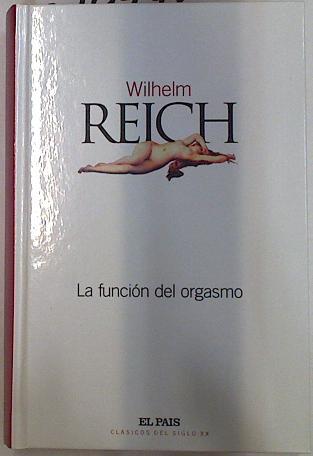 Wilhelm
REICH
La función del orgasmo
EL PAIS
CLÁSICOS DEL SIGLO XX